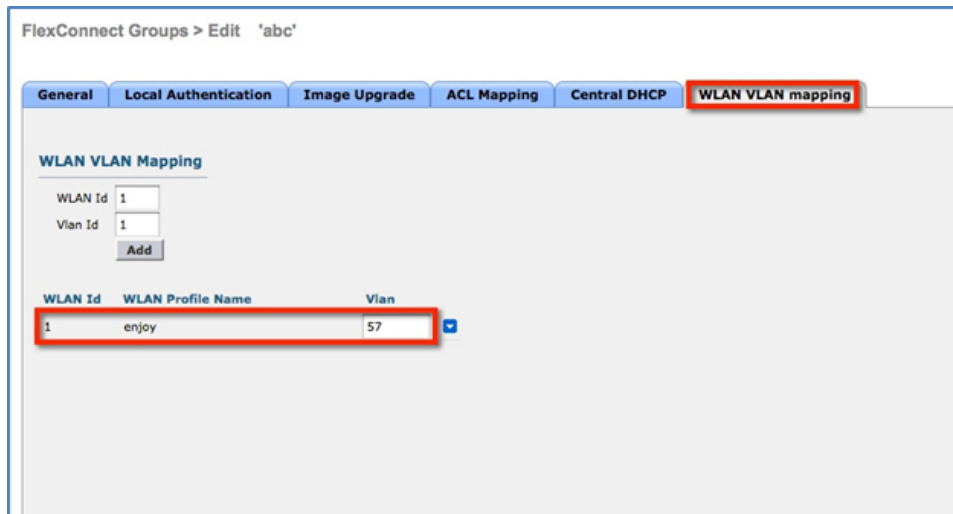 FlexConnect Groups > Edit 'abc'
General Local Authentication Image Upgrade ACL Mapping Central DHCP WLAN VLAN mapping
WLAN VLAN Mapping
WLAN Id 1
Vlan Id 1
Add
WLAN Id WLAN Profile Name Vlan
1 enjoy 57